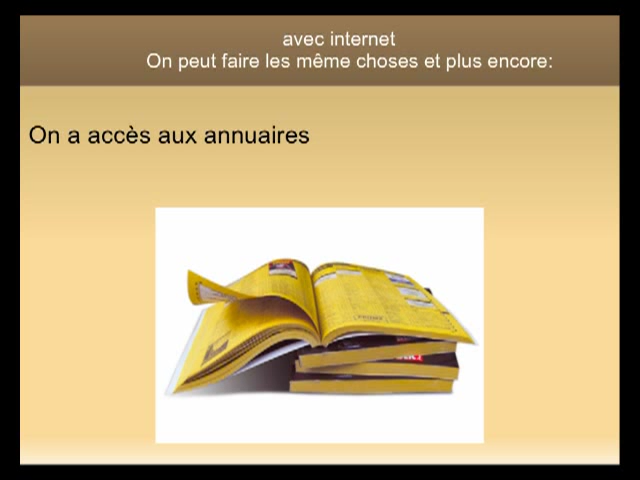 avec internet
On peut faire les même choses et plus encore:
On a accès aux annuaires